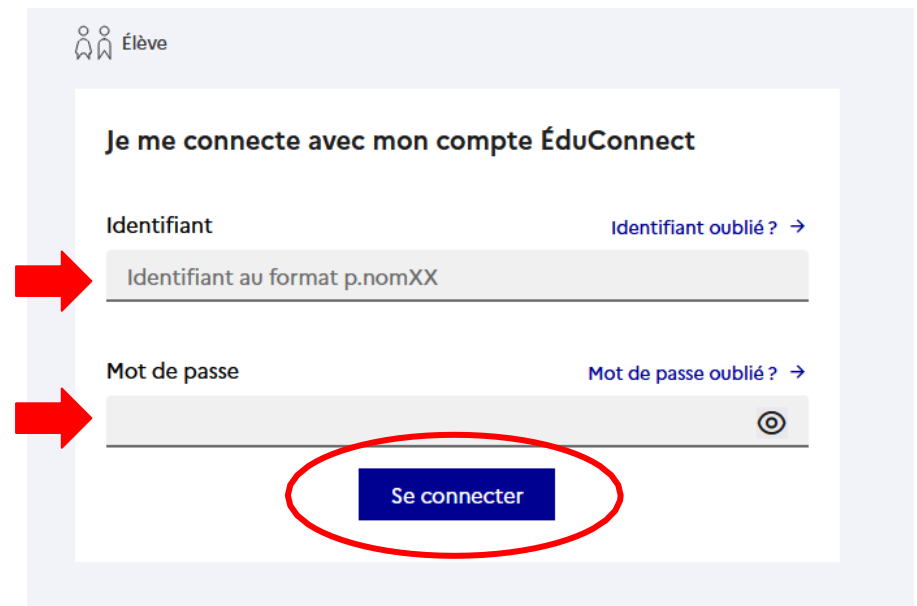 Élève
Je me connecte avec mon compte ÉduConnect
Identifiant
Identifiant oublié ? →
Identifiant au format p.nomXX
Mot de passe
Mot de passe oublié ? →
Se connecter